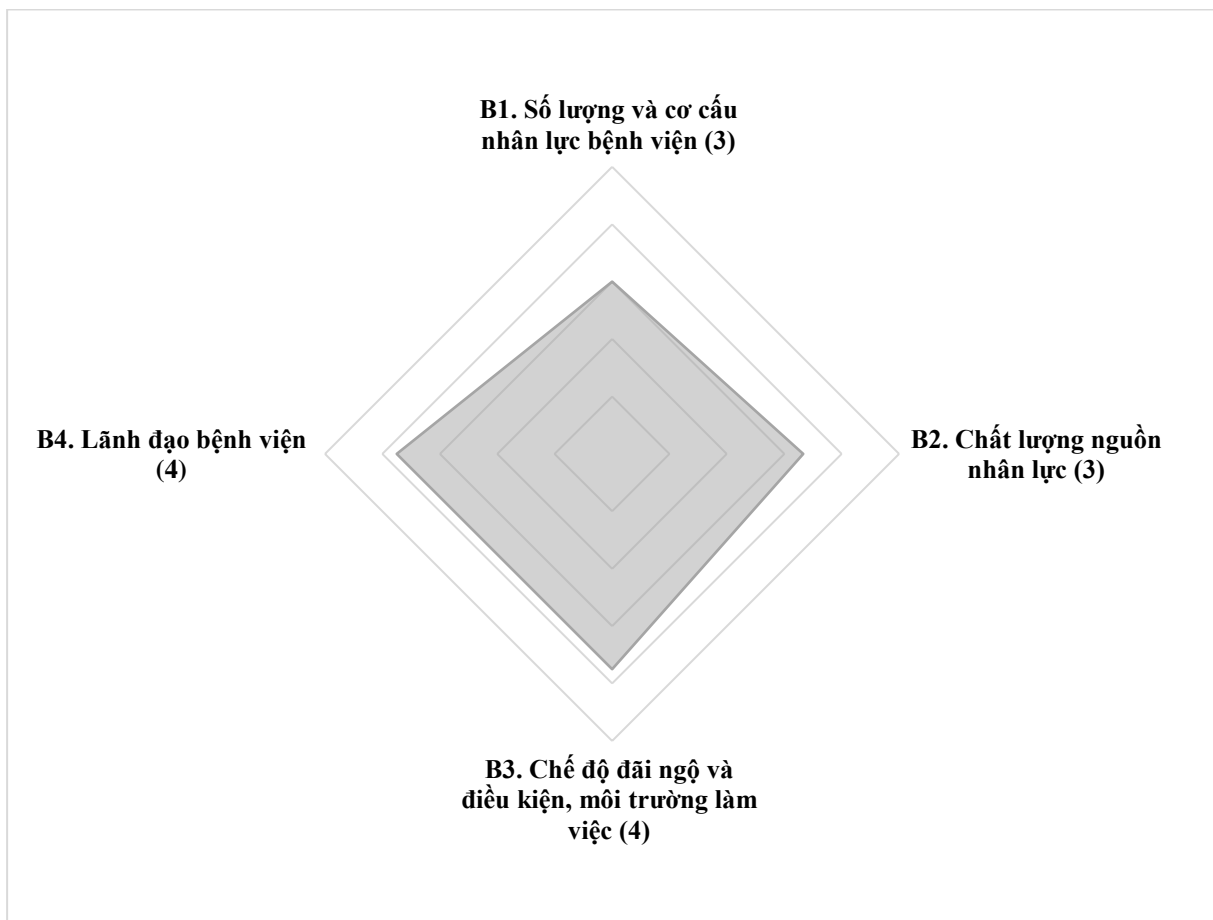 B1. Số lượng và cơ cấu
nhân lực bệnh viện (3)
B4. Lãnh đạo bệnh viện
(4)
B2. Chất lượng nguồn
nhân lực (3)
B3. Chế độ đãi ngộ và
điều kiện, môi trường làm
việc (4)